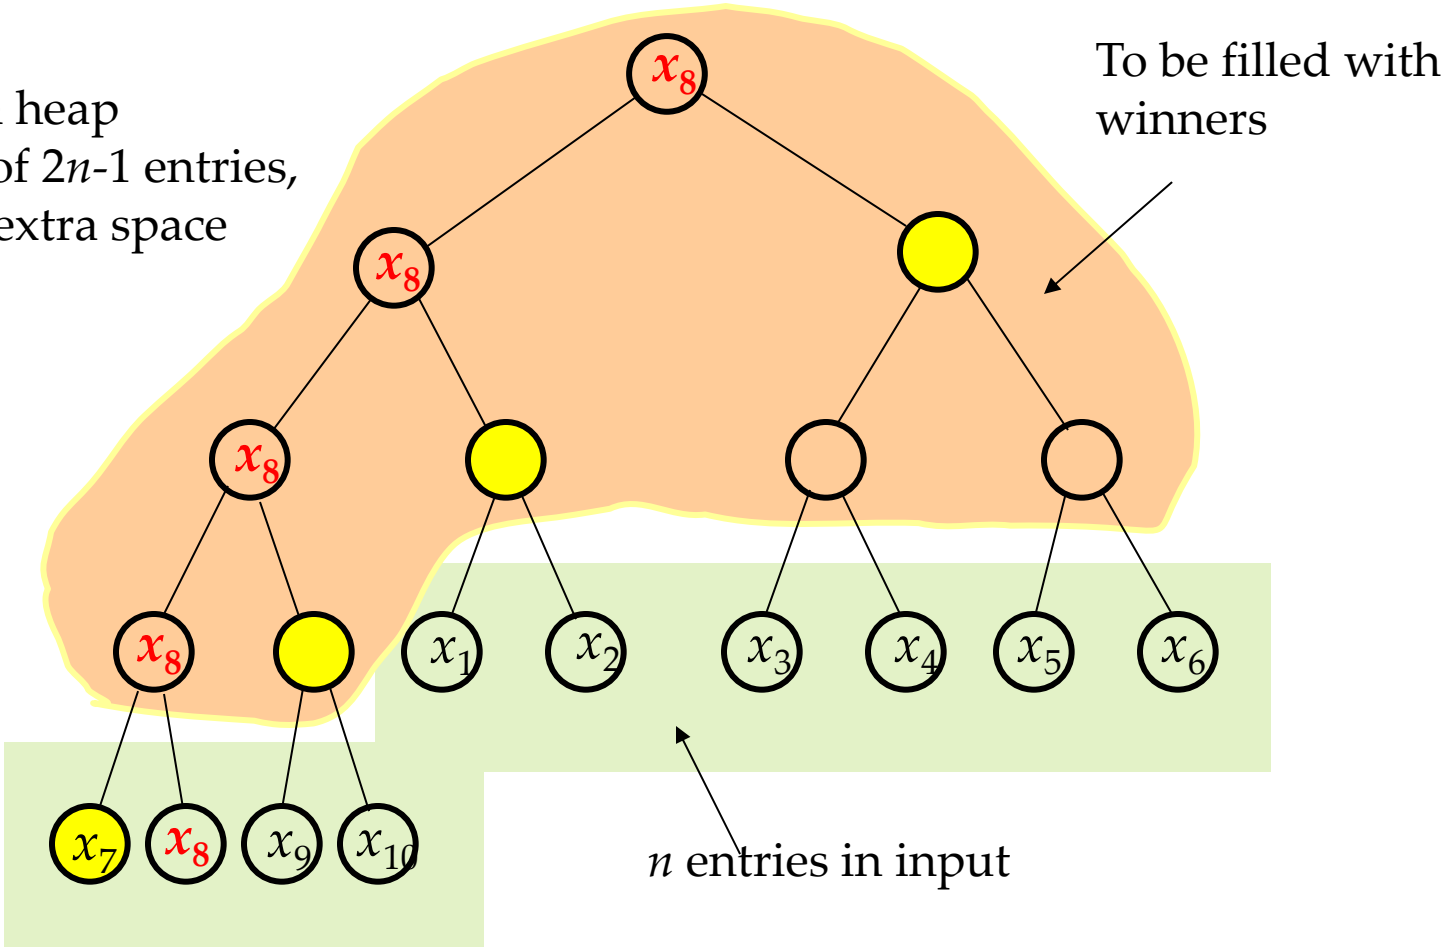 x8
To be filled with
winners
heap
of 2n-1 entries,
extra space
x8
x8
x8
x1
x2
x3
x4
x5
x6
x7
x8
x9
x10
n entries in input